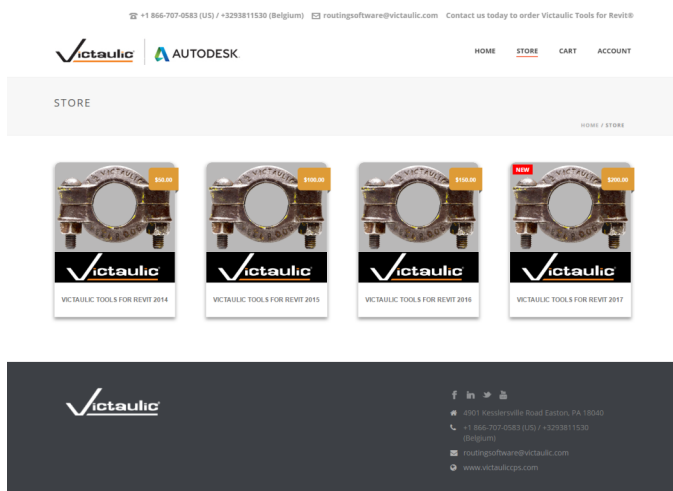 +1 866-707-0583 (US) / +3293811530 (Belgium) routingsoftware@victaulic.com Contact us today to order Victaulic Tools for Revit®
Victaulic® AUTODESK.
HOME STORE CART ACCOUNT
STORE
HOME / STORE
$50.00 $100.00 $150.00 NEW $200.00
Victaulic® Victaulic® Victaulic® Victaulic®
VICTAULIC TOOLS FOR REVIT 2014 VICTAULIC TOOLS FOR REVIT 2015 VICTAULIC TOOLS FOR REVIT 2016 VICTAULIC TOOLS FOR REVIT 2017
Victaulic®
4901 Kesslersville Road Easton, PA 18040
+1 866-707-0583 (US) / +3293811530
(Belgium)
routingsoftware@victaulic.com
www.victauliccps.com